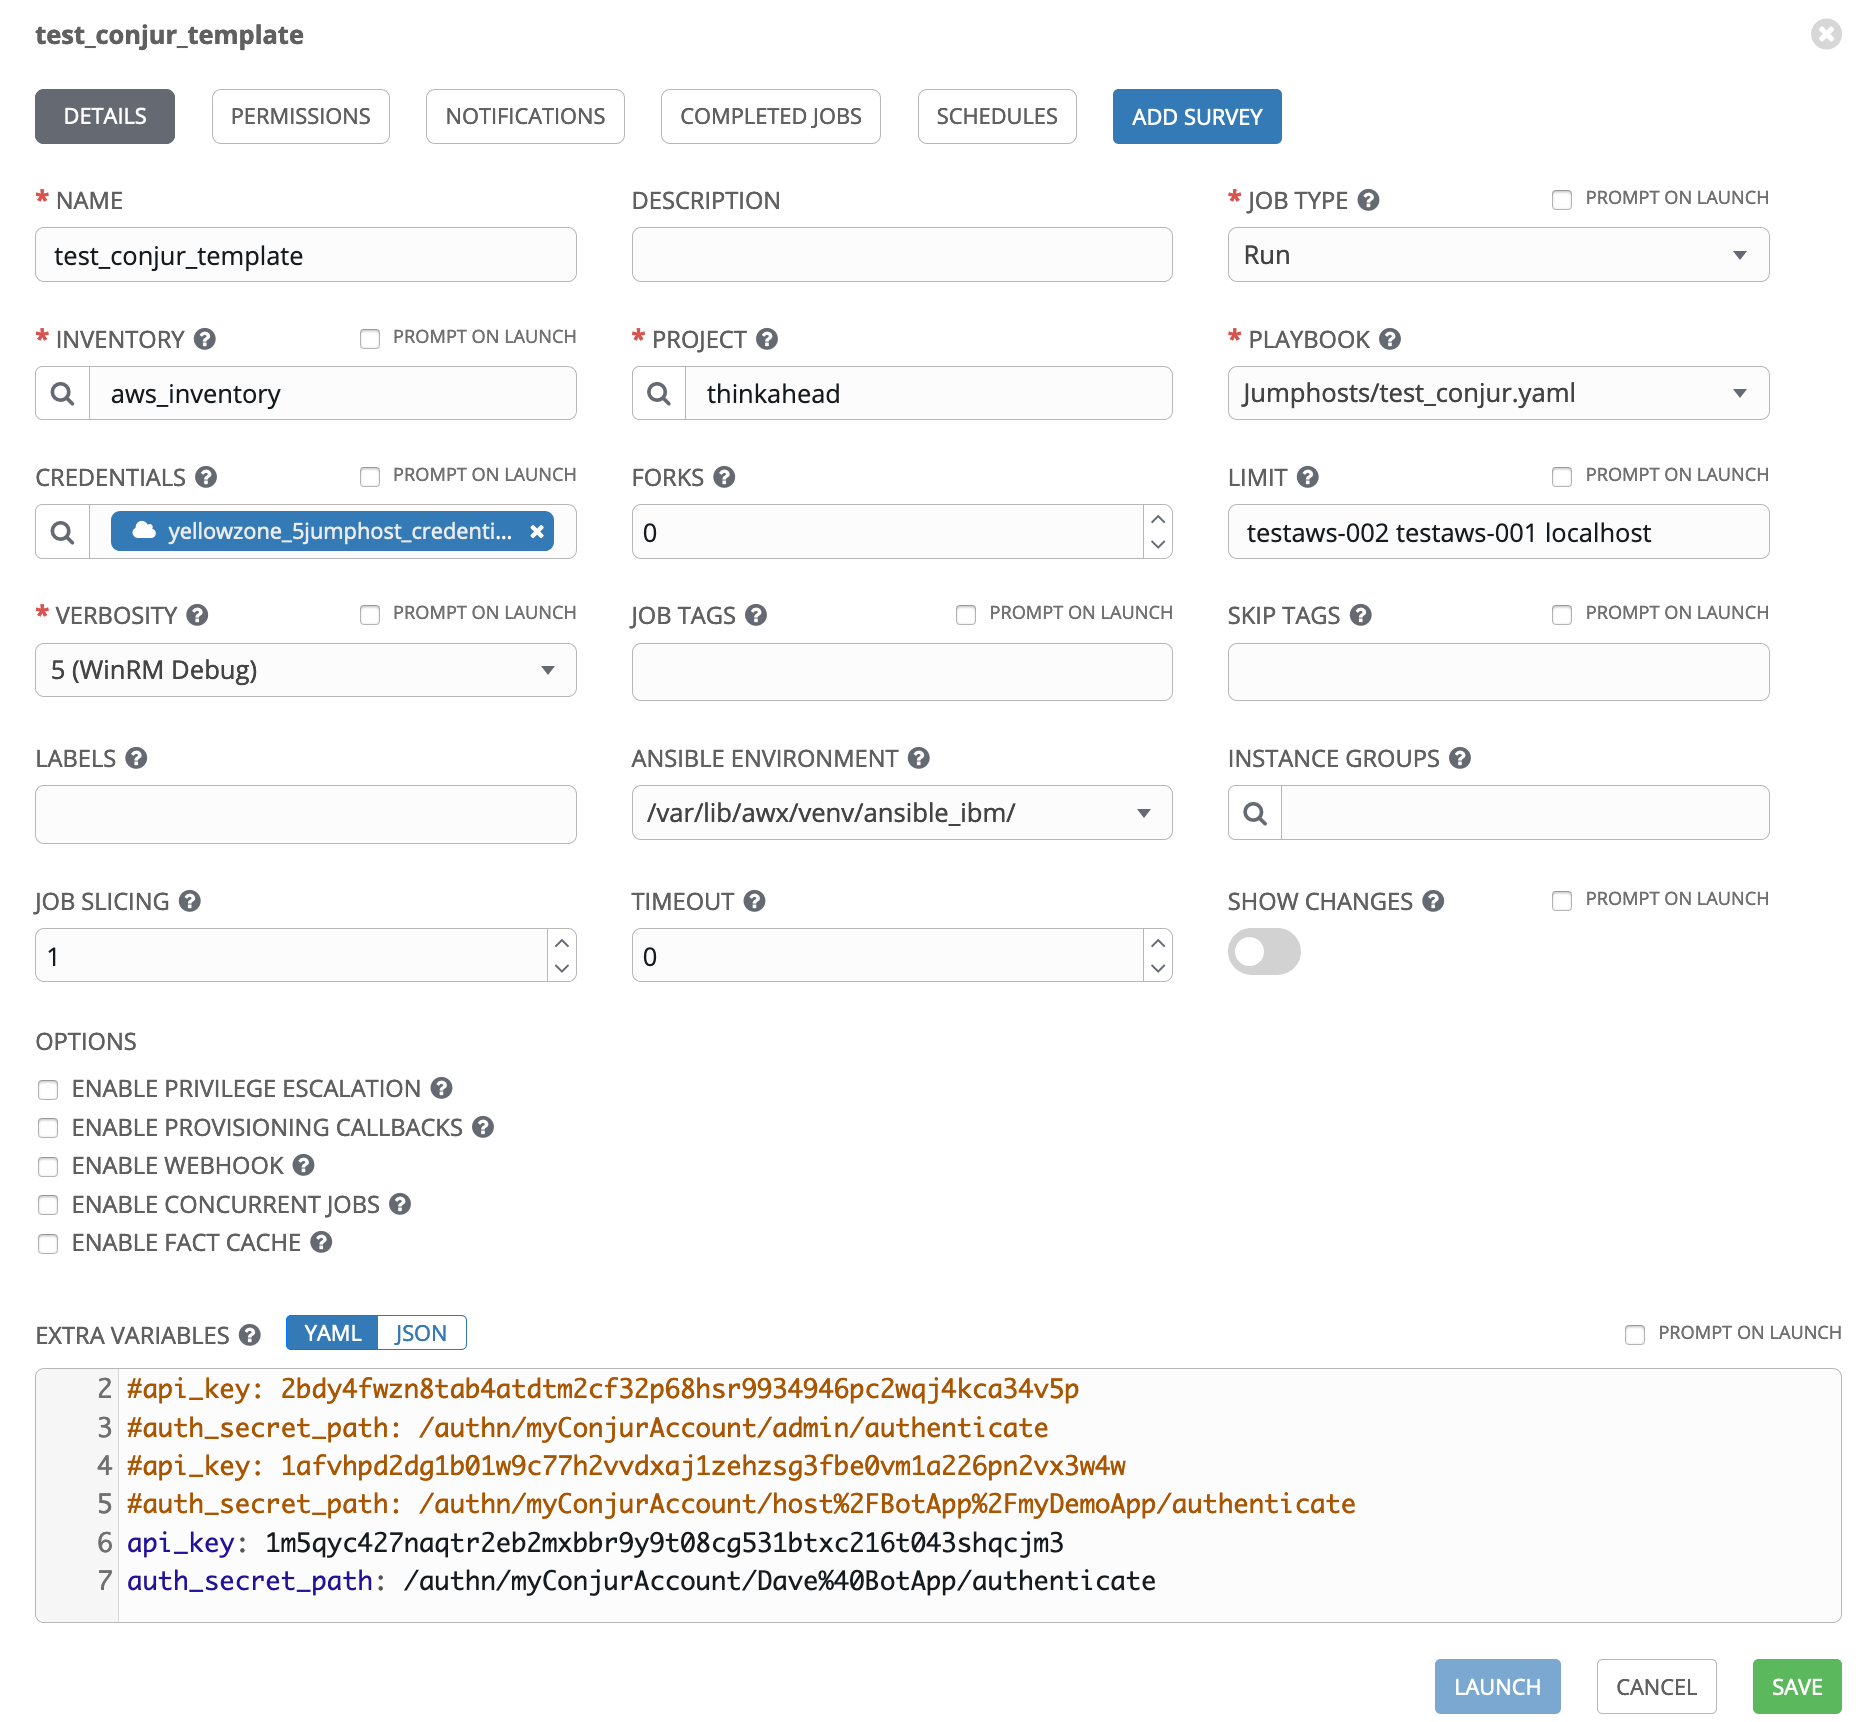 test_conjur_template
DETAILS PERMISSIONS NOTIFICATIONS COMPLETED JOBS SCHEDULES ADD SURVEY
* NAME DESCRIPTION * JOB TYPE PROMPT ON LAUNCH
test_conjur_template Run
* INVENTORY PROMPT ON LAUNCH * PROJECT * PLAYBOOK
aws_inventory thinkahead Jumphosts/test_conjur.yaml
CREDENTIALS PROMPT ON LAUNCH FORKS LIMIT PROMPT ON LAUNCH
yellowzone_5jumphost_credenti... 0 testaws-002 testaws-001 localhost
* VERBOSITY PROMPT ON LAUNCH JOB TAGS PROMPT ON LAUNCH SKIP TAGS PROMPT ON LAUNCH
5 (WinRM Debug)
LABELS ANSIBLE ENVIRONMENT INSTANCE GROUPS
/var/lib/awx/venv/ansible_ibm/
JOB SLICING TIMEOUT SHOW CHANGES PROMPT ON LAUNCH
1 0
OPTIONS
ENABLE PRIVILEGE ESCALATION
ENABLE PROVISIONING CALLBACKS
ENABLE WEBHOOK
ENABLE CONCURRENT JOBS
ENABLE FACT CACHE
EXTRA VARIABLES YAML JSON PROMPT ON LAUNCH
2 #api_key: 2bdy4fwzn8tab4atdtm2cf32p68hsr9934946pc2wqj4kca34v5p
3 #auth_secret_path: /authn/myConjurAccount/admin/authenticate
4 #api_key: 1afvhpd2dg1b01w9c77h2vvdxaj1zehzsg3fbe0vm1a226pn2vx3w4w
5 #auth_secret_path: /authn/myConjurAccount/host%2FBotApp%2FmyDemoApp/authenticate
6 api_key: 1m5qyc427naqtr2eb2mxbbr9y9t08cg531btxc216t043shqcjm3
7 auth_secret_path: /authn/myConjurAccount/Dave%40BotApp/authenticate
LAUNCH CANCEL SAVE